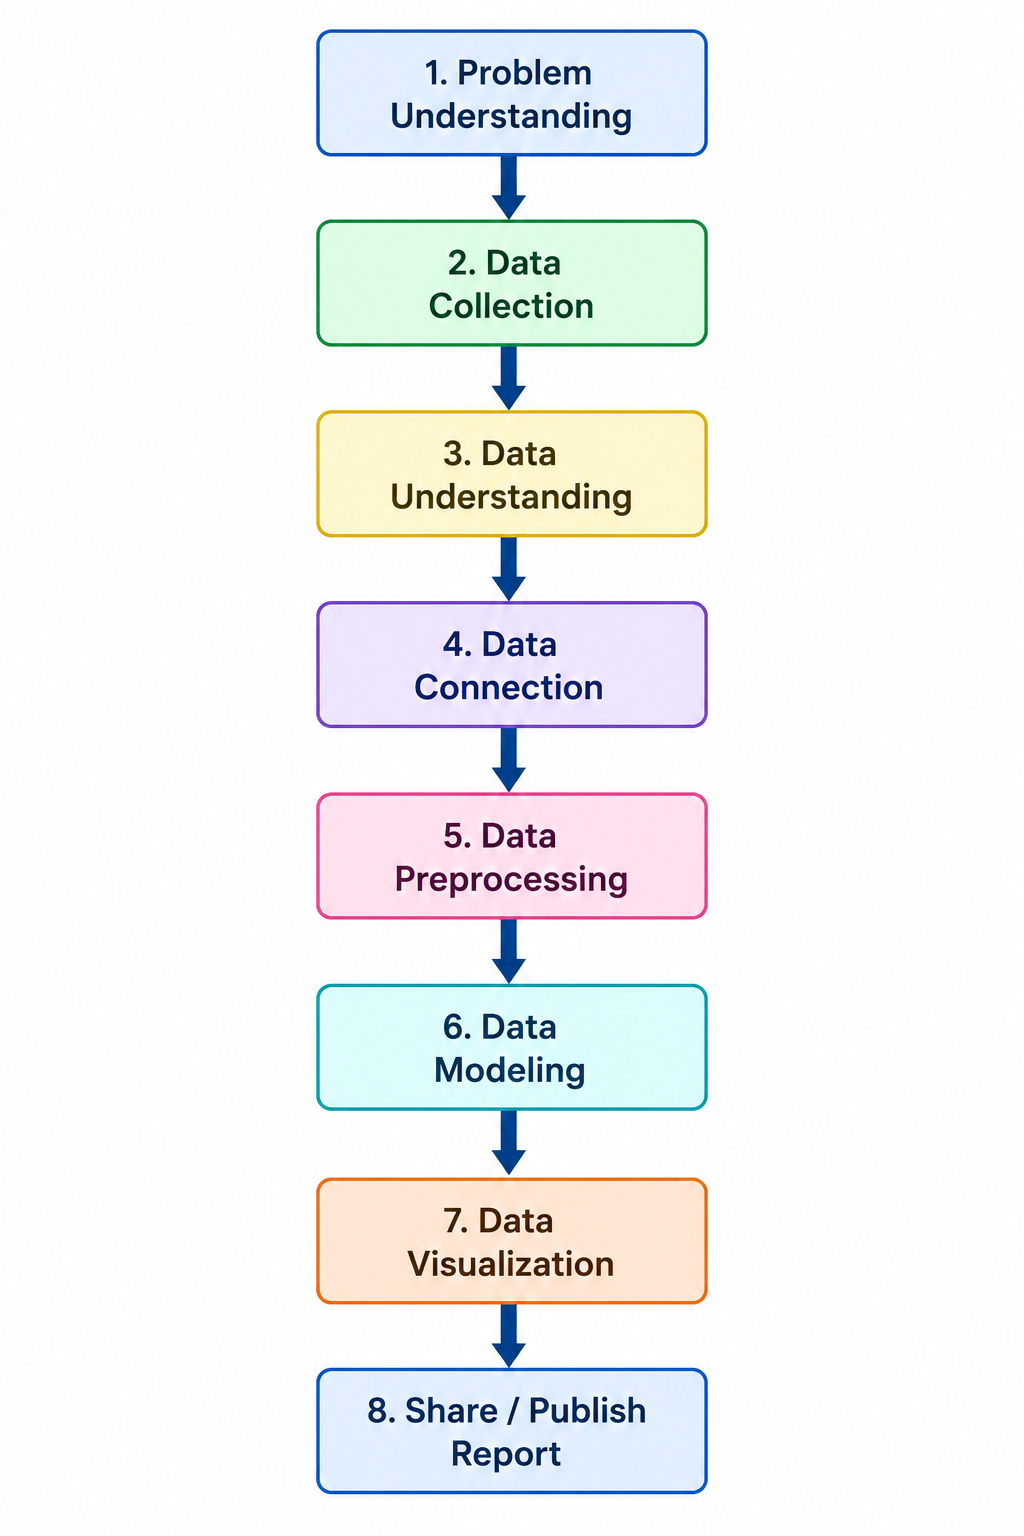 1. Problem
Understanding
2. Data
Collection
3. Data
Understanding
4. Data
Connection
5. Data
Preprocessing
6. Data
Modeling
7. Data
Visualization
8. Share / Publish
Report